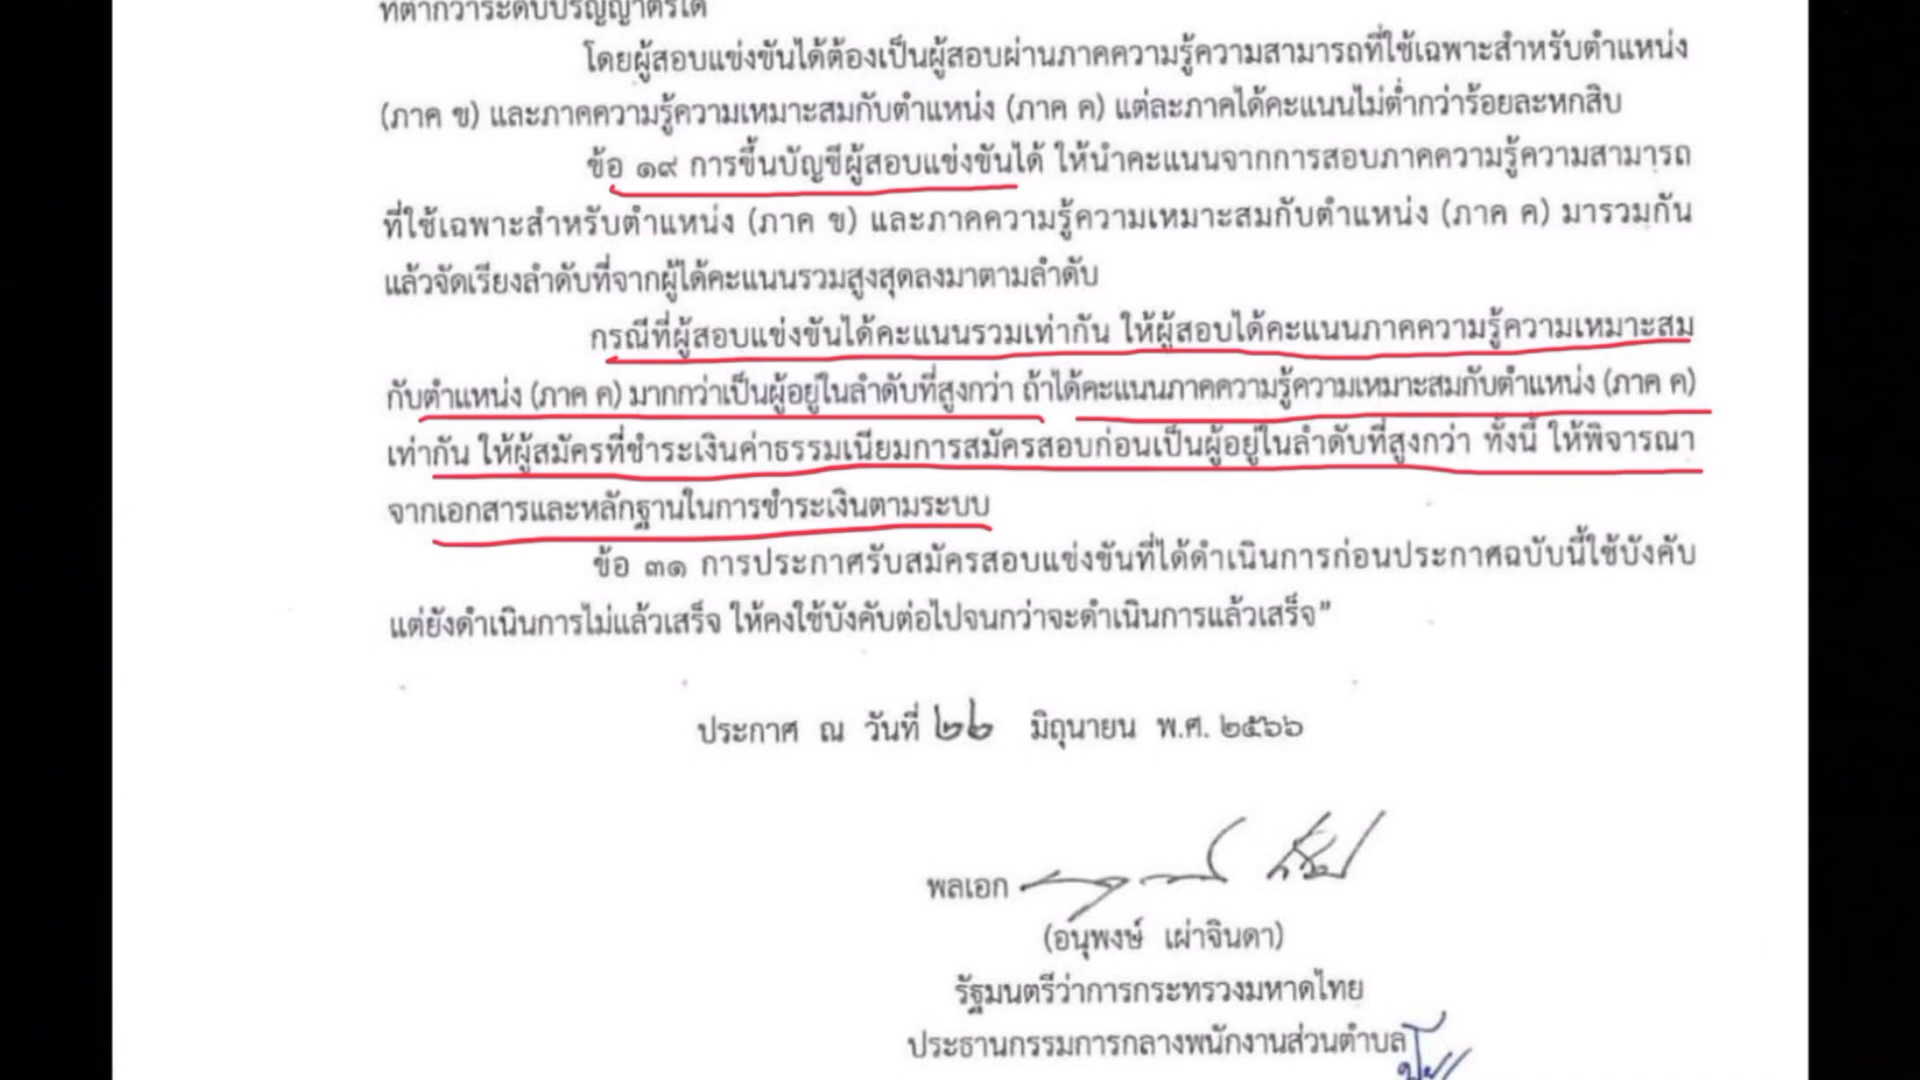 ที่ต่ำกว่าระดับปริญญาตรีได้
โดยผู้สอบแข่งขันได้ต้องเป็นผู้สอบผ่านภาคความรู้ความสามารถที่ใช้เฉพาะสำหรับตำแหน่ง
(ภาค ข) และภาคความรู้ความเหมาะสมกับตำแหน่ง (ภาค ค) แต่ละภาคได้คะแนนไม่ต่ำกว่าร้อยละหกสิบ
ข้อ ๑๙ การขึ้นบัญชีผู้สอบแข่งขันได้ ให้นำคะแนนจากการสอบภาคความรู้ความสามารถ
ที่ใช้เฉพาะสำหรับตำแหน่ง (ภาค ข) และภาคความรู้ความเหมาะสมกับตำแหน่ง (ภาค ค) มารวมกัน
แล้วจัดเรียงลำดับที่จากผู้ได้คะแนนรวมสูงสุดลงมาตามลำดับ
กรณีที่ผู้สอบแข่งขันได้คะแนนรวมเท่ากัน ให้ผู้สอบได้คะแนนภาคความรู้ความเหมาะสม
กับตำแหน่ง (ภาค ค) มากกว่าเป็นผู้อยู่ในลำดับที่สูงกว่า ถ้าได้คะแนนภาคความรู้ความเหมาะสมกับตำแหน่ง (ภาค ค)
เท่ากัน ให้ผู้สมัครที่ชำระเงินค่าธรรมเนียมการสมัครสอบก่อนเป็นผู้อยู่ในลำดับที่สูงกว่า ทั้งนี้ ให้พิจารณา
จากเอกสารและหลักฐานในการชำระเงินตามระบบ
ข้อ ๓๑ การประกาศรับสมัครสอบแข่งขันที่ได้ดำเนินการก่อนประกาศฉบับนี้ใช้บังคับ
แต่ยังดำเนินการไม่แล้วเสร็จ ให้คงใช้บังคับต่อไปจนกว่าจะดำเนินการแล้วเสร็จ”
ประกาศ ณ วันที่ ๒๒ มิถุนายน พ.ศ. ๒๕๖๖
พลเอก
(อนุพงษ์ เผ่าจินดา)
รัฐมนตรีว่าการกระทรวงมหาดไทย
ประธานกรรมการกลางพนักงานส่วนตำบล